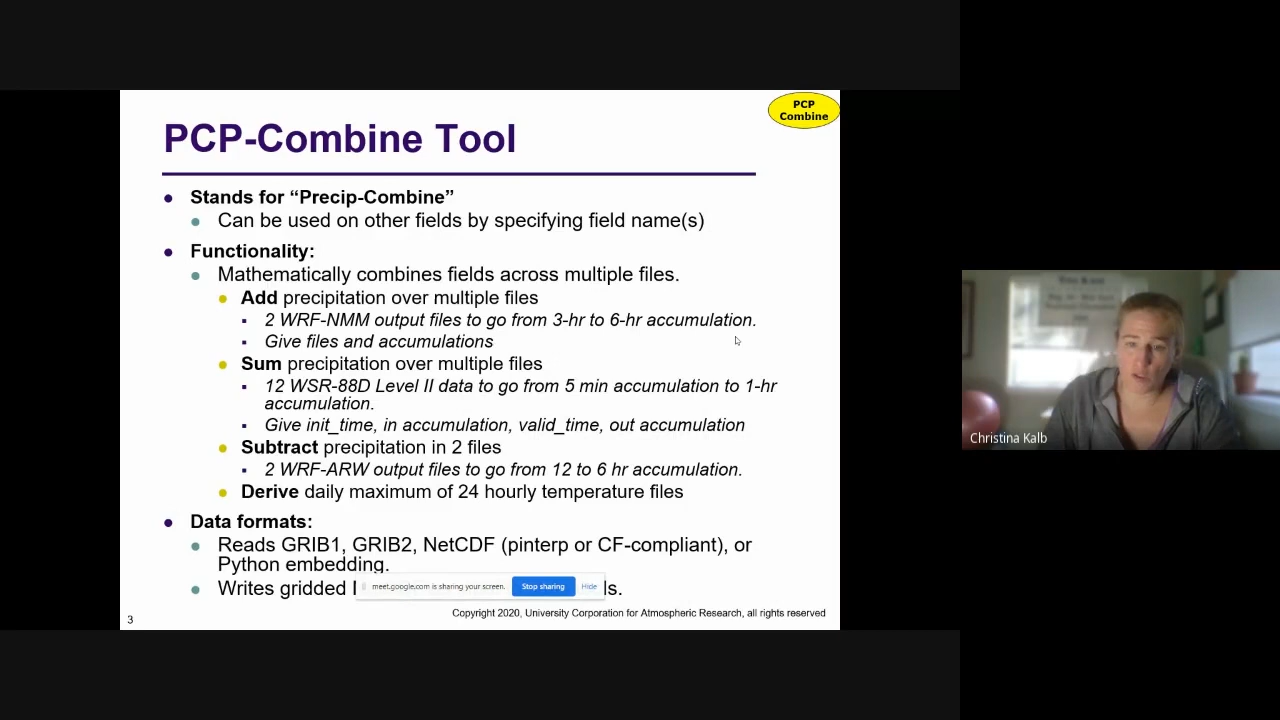 PCP
Combine
PCP-Combine Tool
Stands for “Precip-Combine”
Can be used on other fields by specifying field name(s)
Functionality:
Mathematically combines fields across multiple files.
Add precipitation over multiple files
2 WRF-NMM output files to go from 3-hr to 6-hr accumulation.
Give files and accumulations
Sum precipitation over multiple files
12 WSR-88D Level II data to go from 5 min accumulation to 1-hr
accumulation.
Give init_time, in accumulation, valid_time, out accumulation
Subtract precipitation in 2 files
2 WRF-ARW output files to go from 12 to 6 hr accumulation.
Derive daily maximum of 24 hourly temperature files
Data formats:
Reads GRIB1, GRIB2, NetCDF (pinterp or CF-compliant), or
Python embedding.
Writes gridded
meet.google.com is sharing your screen. Stop sharing Hide
Copyright 2020, University Corporation for Atmospheric Research, all rights reserved
3
Christina Kalb